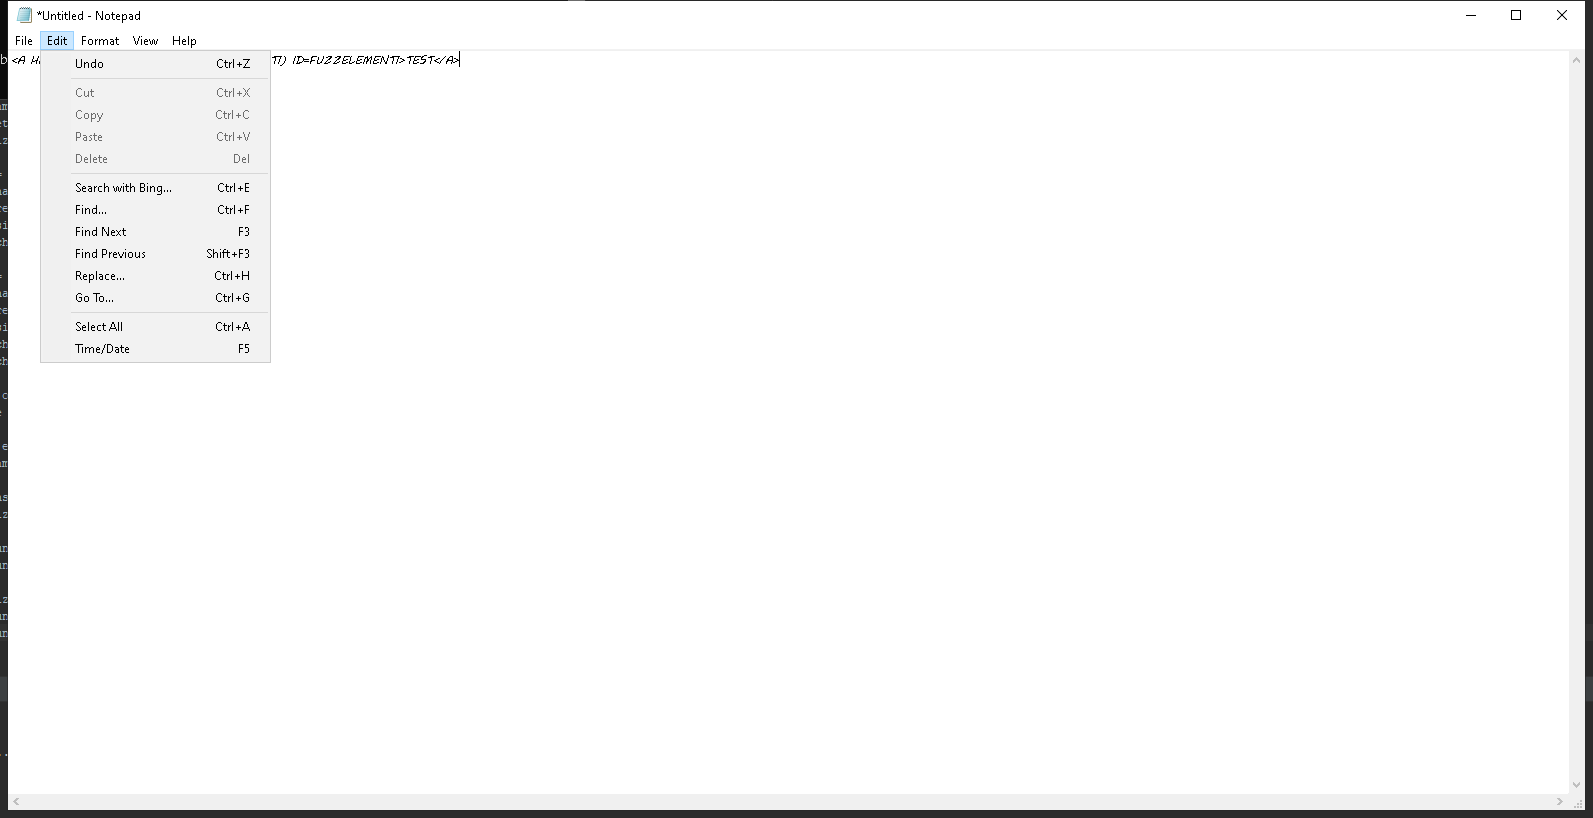 *Untitled - Notepad
File Edit Format View Help
<A H T1) ID=FUZZELEMENT1>TEST</A>
Undo Ctrl+Z
Cut Ctrl+X
Copy Ctrl+C
Paste Ctrl+V
Delete Del
Search with Bing... Ctrl+E
Find... Ctrl+F
Find Next F3
Find Previous Shift+F3
Replace... Ctrl+H
Go To... Ctrl+G
Select All Ctrl+A
Time/Date F5